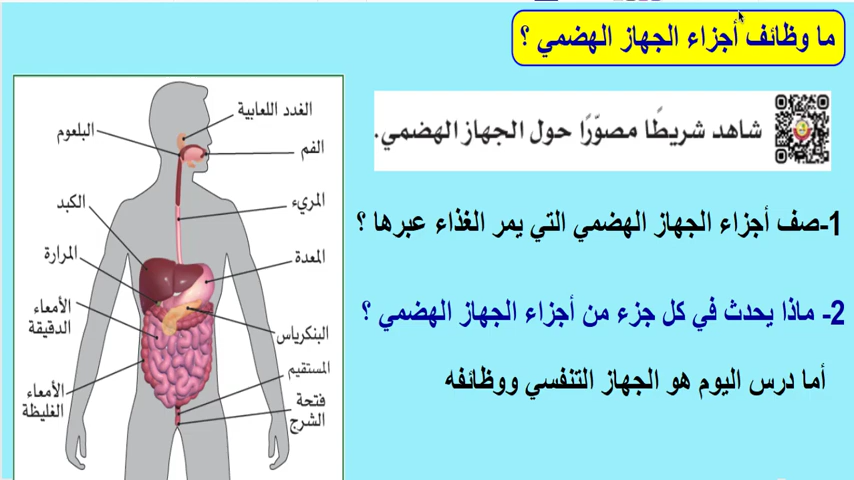 ما وظائف أجزاء الجهاز الهضمي ؟
شاهد شريطًا مصوّرًا حول الجهاز الهضمي.
1-صف أجزاء الجهاز الهضمي التي يمر الغذاء عبرها ؟
2- ماذا يحدث في كل جزء من أجزاء الجهاز الهضمي ؟
أما درس اليوم هو الجهاز التنفسي ووظائفه
الغدد اللعابية
البلعوم
الفم
المريء
الكبد
المعدة
المرارة
الأمعاء
الدقيقة
البنكرياس
المستقيم
الأمعاء
الغليظة
فتحة
الشرج